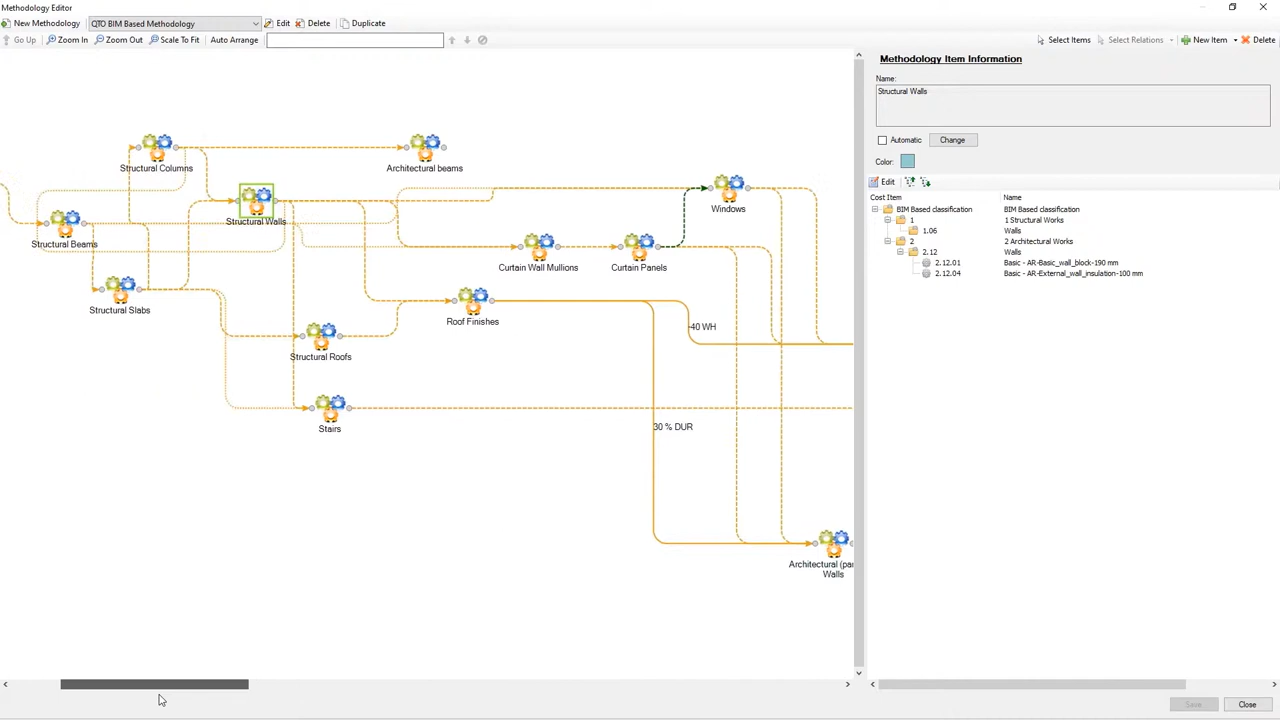 Methodology Editor
New Methodology QTO BIM Based Methodology Edit Delete Duplicate
Go Up Zoom In Zoom Out Scale To Fit Auto Arrange Select Items Select Relations New Item Delete
Methodology Item Information
Name:
Structural Walls
Automatic Change
Color:
Edit
Cost Item Name
BIM Based classification BIM Based classification
1 1 Structural Works
1.06 Walls
2 2 Architectural Works
2.12 Walls
2.12.01 Basic - AR-Basic_wall_block-190 mm
2.12.04 Basic - AR-External_wall_insulation-100 mm
Structural Columns
Architectural beams
Structural Walls
Windows
Structural Beams
Curtain Wall Mullions
Curtain Panels
Structural Slabs
Roof Finishes
-40 WH
Structural Roofs
Stairs
30 % DUR
Architectural (par
Walls
Save Close